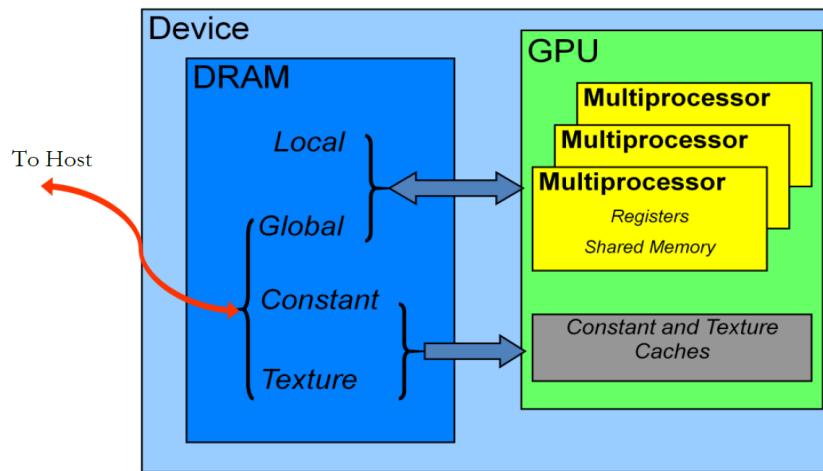 Device
DRAM
GPU
To Host
Local
Global
Constant
Texture
Multiprocessor
Multiprocessor
Multiprocessor
Registers
Shared Memory
Constant and Texture
Caches